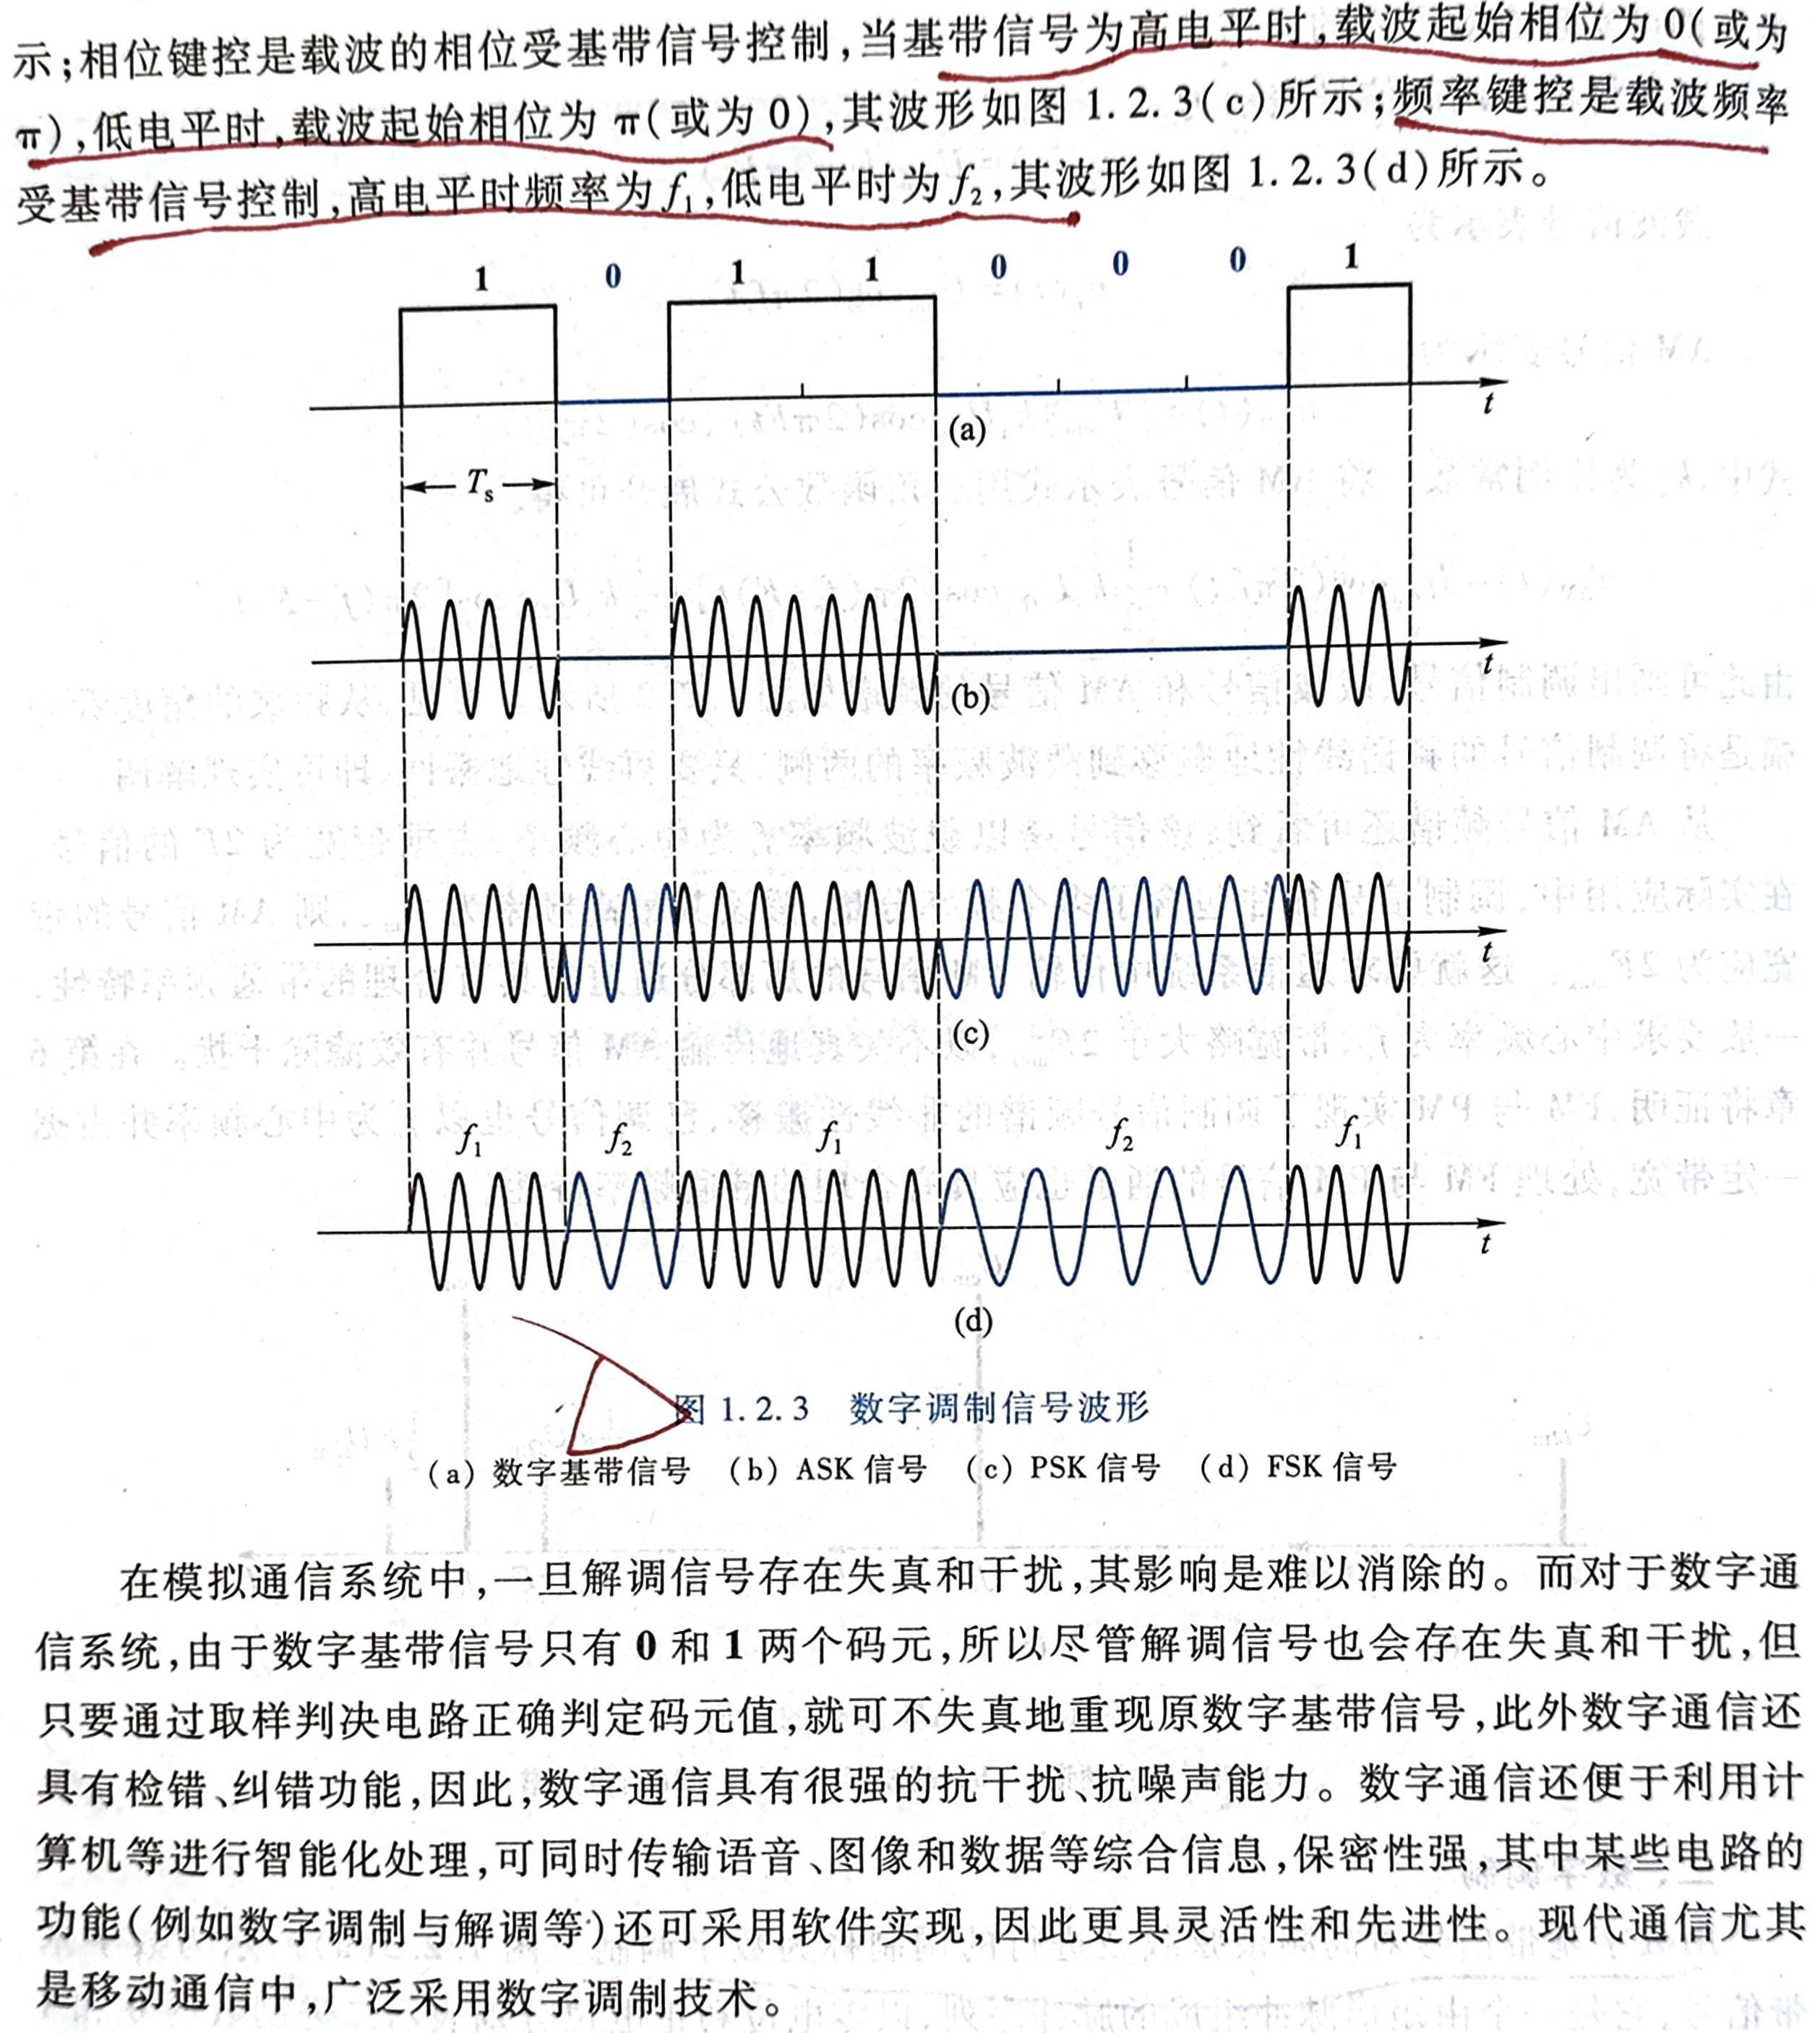 示;相位键控是载波的相位受基带信号控制,当基带信号为高电平时,载波起始相位为 0(或为
π),低电平时,载波起始相位为 π(或为 0),其波形如图 1.2.3(c)所示;频率键控是载波频率
受基带信号控制,高电平时频率为 f₁,低电平时为 f₂,其波形如图 1.2.3(d)所示。
1 0 1 1 0 0 0 1
t
(a)
Tₛ
t
(b)
t
(c)
f₁ f₂ f₁ f₂ f₁
t
(d)
图 1.2.3 数字调制信号波形
(a) 数字基带信号 (b) ASK 信号 (c) PSK 信号 (d) FSK 信号
在模拟通信系统中,一旦解调信号存在失真和干扰,其影响是难以消除的。而对于数字通
信系统,由于数字基带信号只有 0 和 1 两个码元,所以尽管解调信号也会存在失真和干扰,但
只要通过取样判决电路正确判定码元值,就可不失真地重现原数字基带信号,此外数字通信还
具有检错、纠错功能,因此,数字通信具有很强的抗干扰、抗噪声能力。数字通信还便于利用计
算机等进行智能化处理,可同时传输语音、图像和数据等综合信息,保密性强,其中某些电路的
功能(例如数字调制与解调等)还可采用软件实现,因此更具灵活性和先进性。现代通信尤其
是移动通信中,广泛采用数字调制技术。